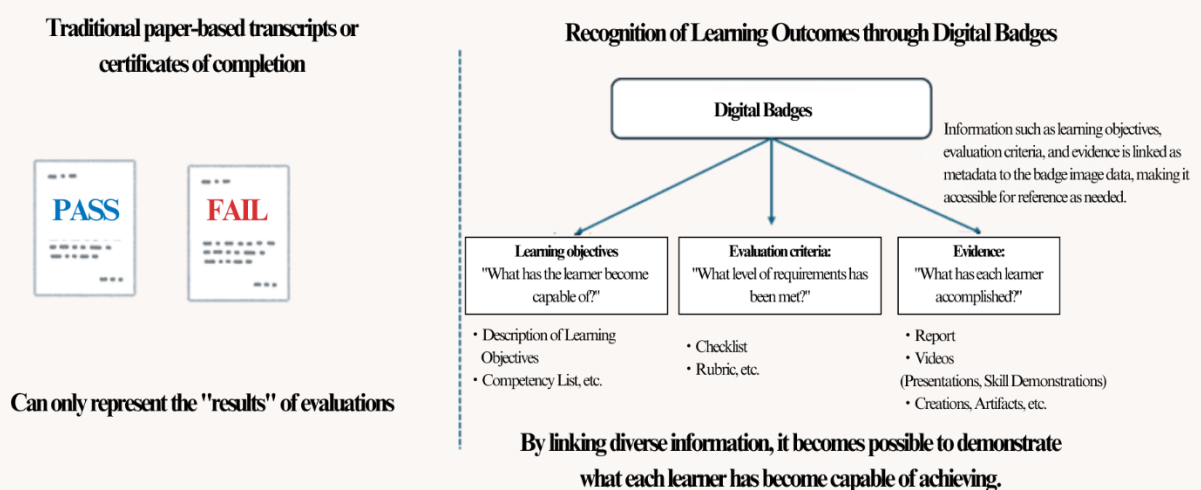 Traditional paper-based transcripts or
certificates of completion
PASS
FAIL
Can only represent the "results" of evaluations
Recognition of Learning Outcomes through Digital Badges
Digital Badges
Information such as learning objectives,
evaluation criteria, and evidence is linked as
metadata to the badge image data, making it
accessible for reference as needed.
Learning objectives
"What has the learner become
capable of?"
・Description of Learning
Objectives
・Competency List, etc.
Evaluation criteria:
"What level of requirements has
been met?"
・Checklist
・Rubric, etc.
Evidence:
"What has each learner
accomplished?"
・Report
・Videos
(Presentations, Skill Demonstrations)
・Creations, Artifacts, etc.
By linking diverse information, it becomes possible to demonstrate
what each learner has become capable of achieving.